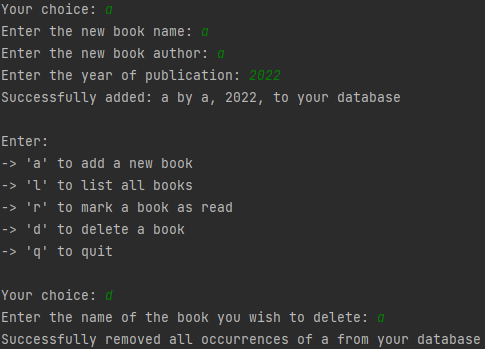 Your choice: a
Enter the new book name: a
Enter the new book author: a
Enter the year of publication: 2022
Successfully added: a by a, 2022, to your database
Enter:
-> 'a' to add a new book
-> 'l' to list all books
-> 'r' to mark a book as read
-> 'd' to delete a book
-> 'q' to quit
Your choice: d
Enter the name of the book you wish to delete: a
Successfully removed all occurrences of a from your database